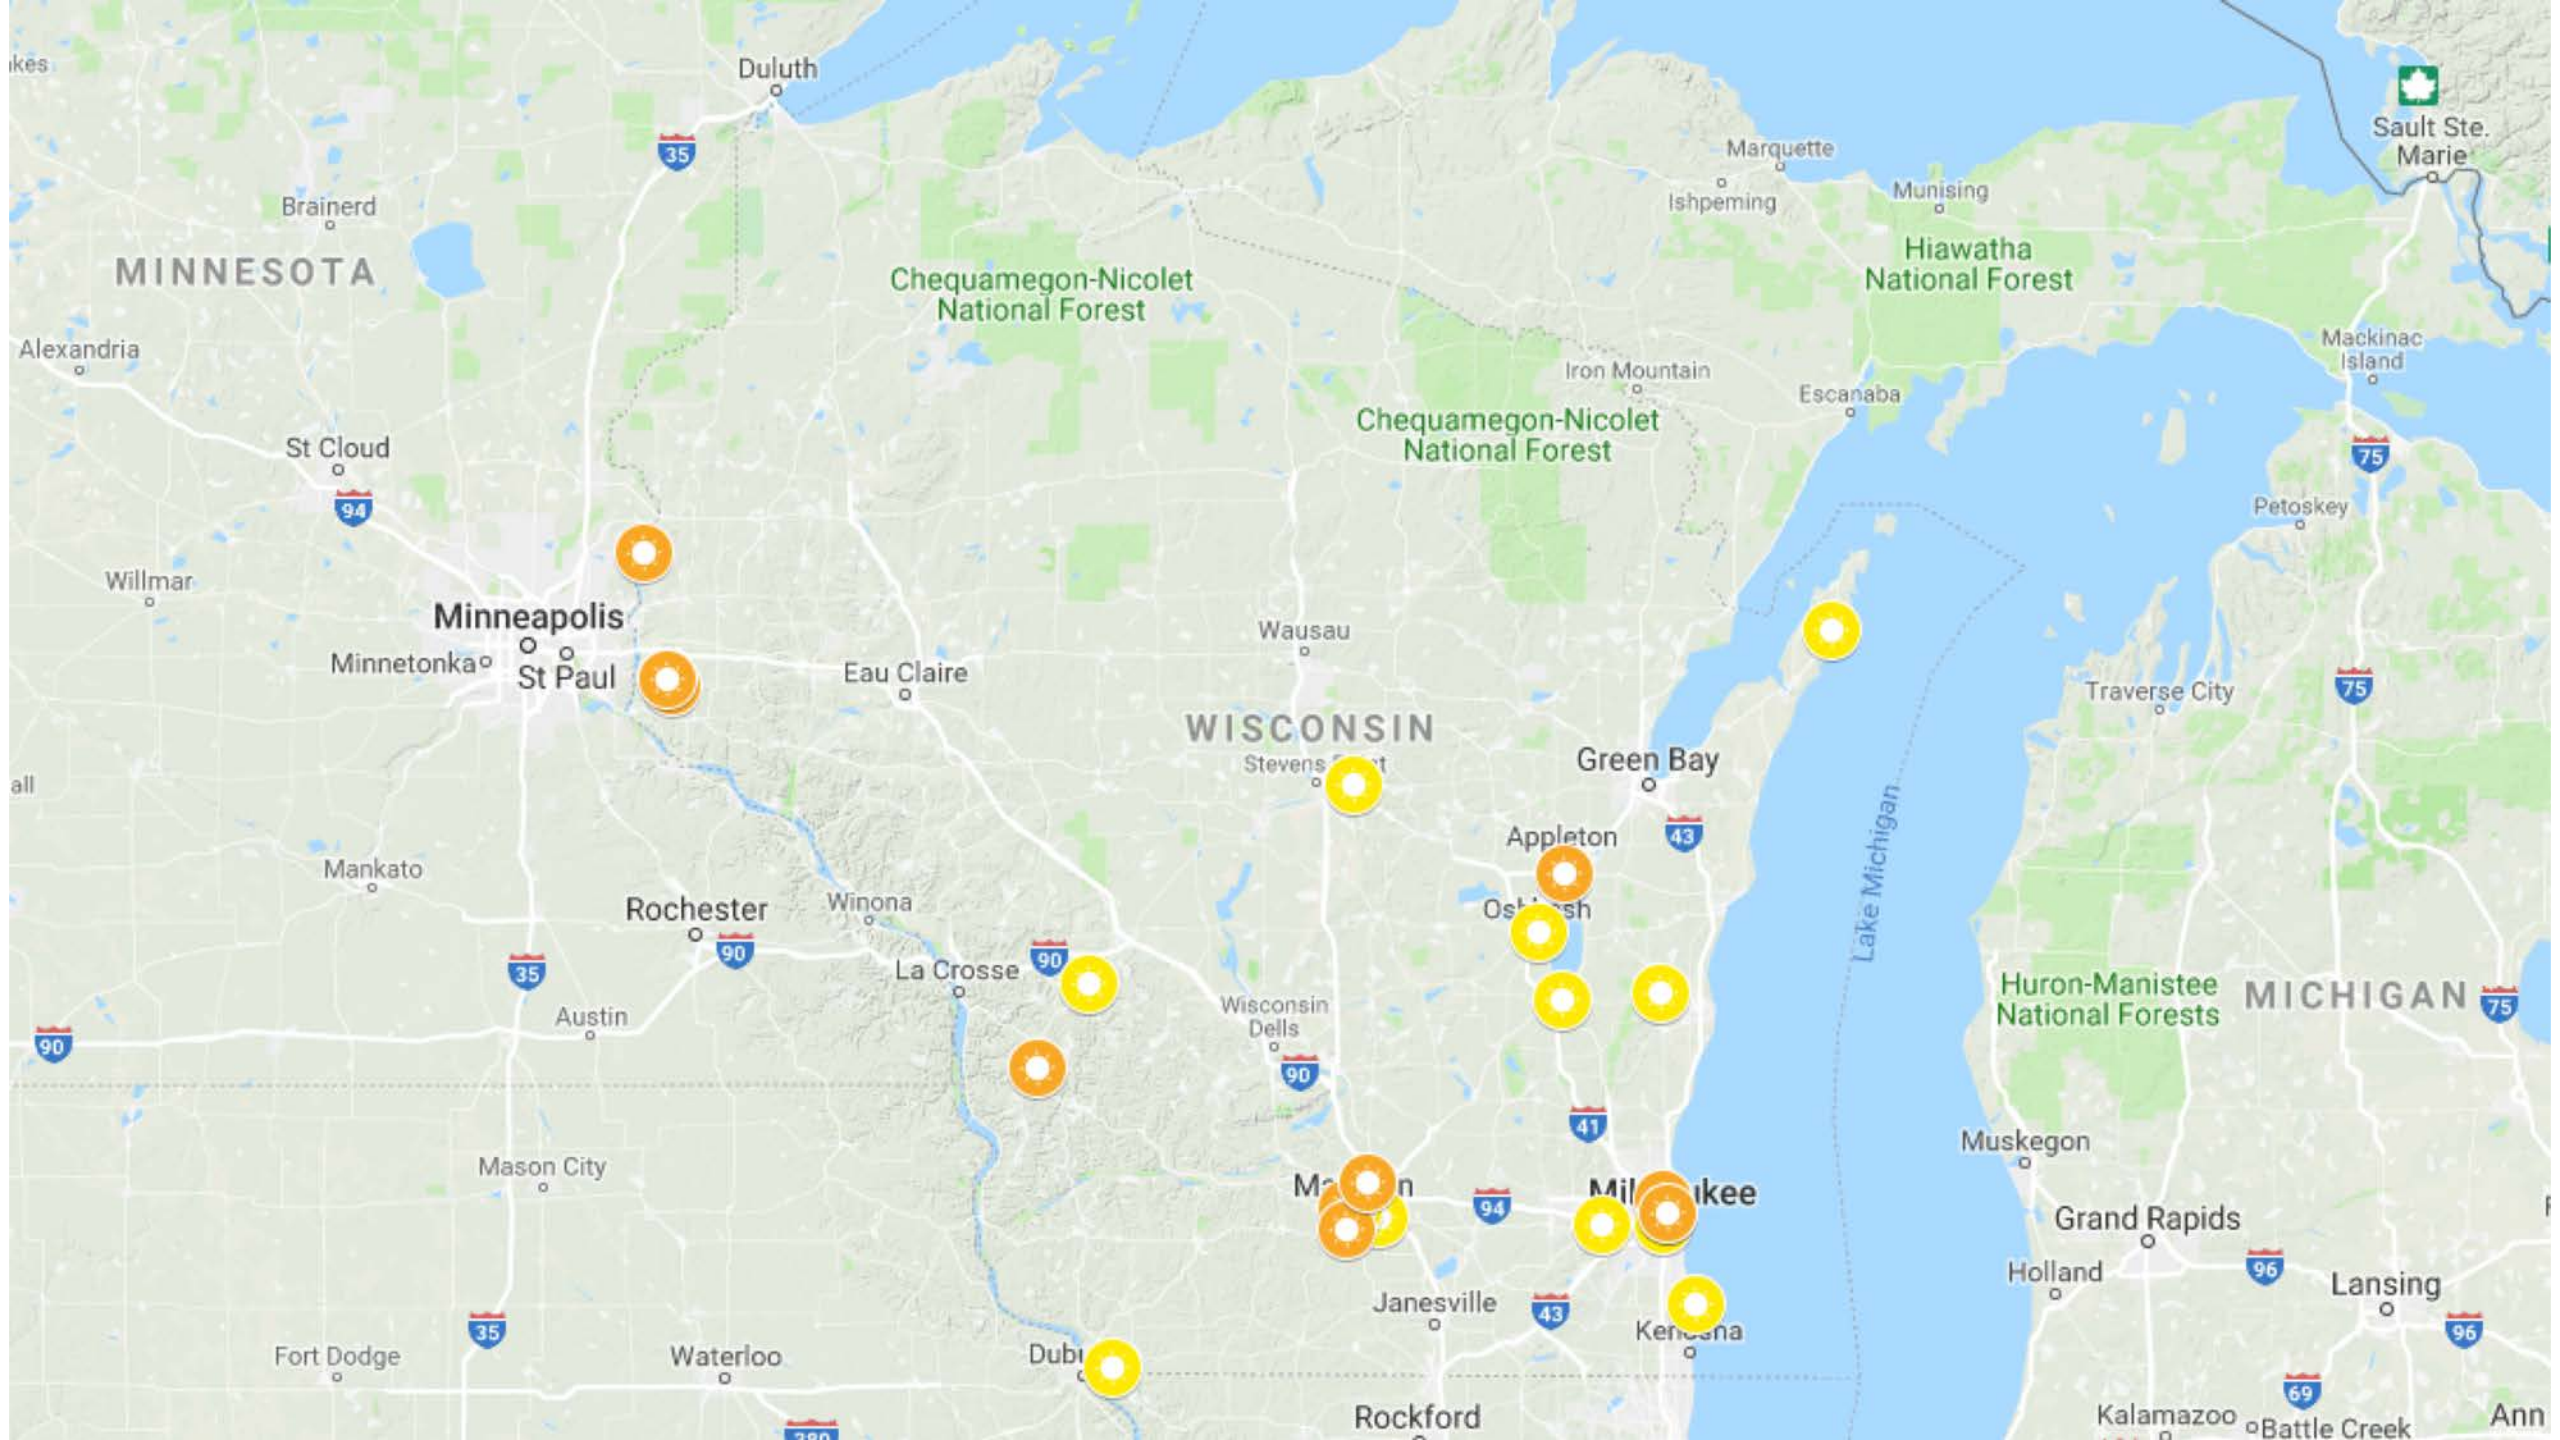 Duluth
35
Sault Ste.
Marie
Marquette
Ishpeming
Munising
Brainerd
MINNESOTA
Chequamegon-Nicolet
National Forest
Hiawatha
National Forest
Alexandria
Mackinac
Island
Iron Mountain
Escanaba
Chequamegon-Nicolet
National Forest
St Cloud
94
75
Petoskey
Willmar
Minneapolis
Minnetonka
St Paul
Wausau
Eau Claire
Traverse City
75
WISCONSIN
Stevens
Green Bay
all
Lake Michigan
Appleton
43
Mankato
Rochester
Winona
90
35
La Crosse
90
Wisconsin
Dells
Huron-Manistee
National Forests
MICHIGAN
75
Austin
90
90
41
Muskegon
Mason City
94
Grand Rapids
96
Holland
Lansing
Janesville
43
35
96
Fort Dodge
Waterloo
69
Rockford
Kalamazoo
Battle Creek
Ann